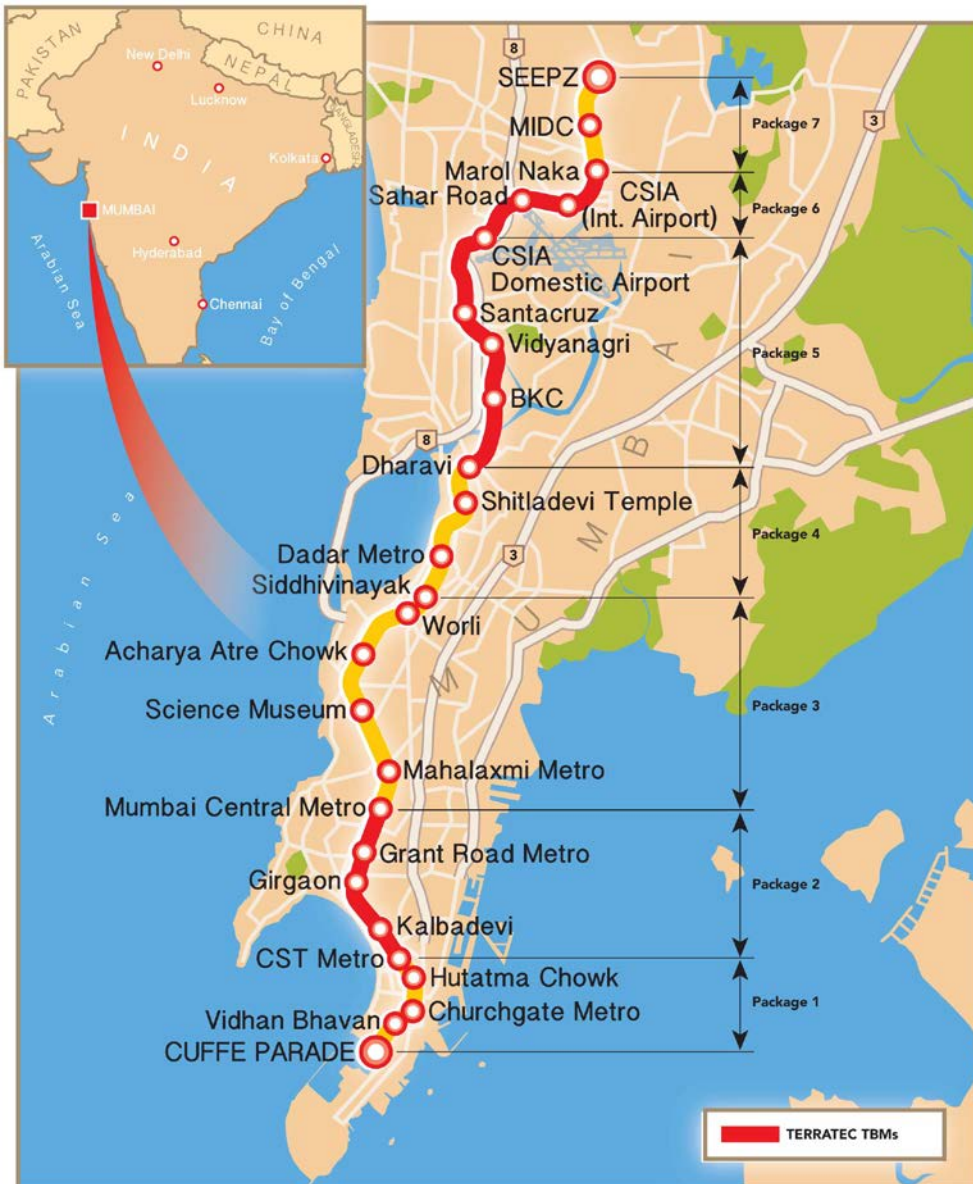 PAKISTAN
CHINA
NEPAL
New Delhi
Lucknow
INDIA
BANGLADESH
Kolkata
MUMBAI
Hyderabad
Chennai
Arabian Sea
Bay of Bengal
8
SEEPZ
3
MIDC
Package 7
Marol Naka
Sahar Road
CSIA
(Int. Airport)
Package 6
CSIA
Domestic Airport
Santacruz
Vidyanagri
Package 5
BKC
8
Dharavi
Shitladevi Temple
Package 4
3
Dadar Metro
Siddhivinayak
Worli
MUMBAI
Arabian Sea
Acharya Atre Chowk
Science Museum
Package 3
Mahalaxmi Metro
Mumbai Central Metro
Grant Road Metro
Girgaon
Package 2
Kalbadevi
CST Metro
Hutatma Chowk
Churchgate Metro
Package 1
Vidhan Bhavan
CUFFE PARADE
TERRATEC TBMs